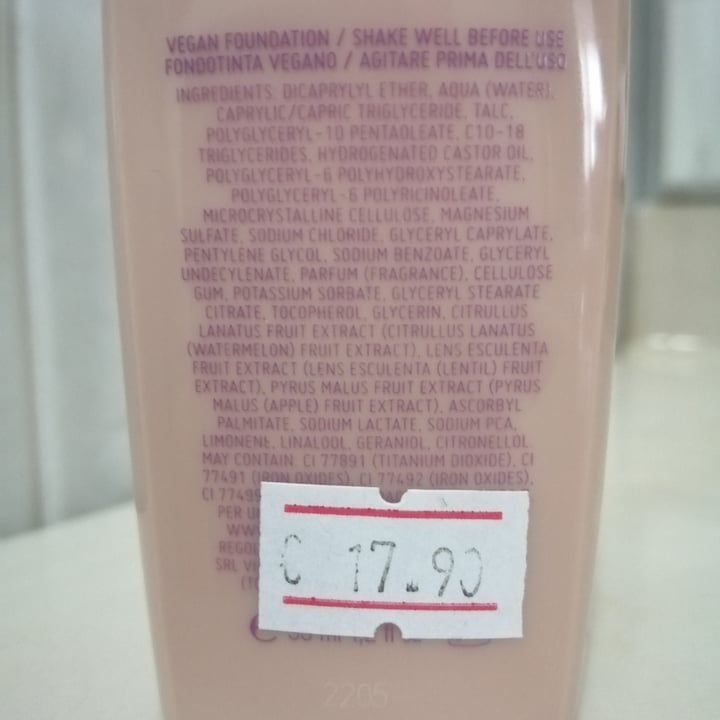 VEGAN FOUNDATION / SHAKE WELL BEFORE USE
FONDOTINTA VEGANO / AGITARE PRIMA DELL'USO
INGREDIENTS: DICAPRYLYL ETHER, AQUA (WATER),
CAPRYLIC/CAPRIC TRIGLYCERIDE, TALC,
POLYGLYCERYL-10 PENTAOLEATE, C10-18
TRIGLYCERIDES, HYDROGENATED CASTOR OIL,
POLYGLYCERYL-6 POLYHYDROXYSTEARATE,
POLYGLYCERYL-6 POLYRICINOLEATE,
MICROCRYSTALLINE CELLULOSE, MAGNESIUM
SULFATE, SODIUM CHLORIDE, GLYCERYL CAPRYLATE,
PENTYLENE GLYCOL, SODIUM BENZOATE, GLYCERYL
UNDECYLENATE, PARFUM (FRAGRANCE), CELLULOSE
GUM, POTASSIUM SORBATE, GLYCERYL STEARATE
CITRATE, TOCOPHEROL, GLYCERIN, CITRULLUS
LANATUS FRUIT EXTRACT (CITRULLUS LANATUS
(WATERMELON) FRUIT EXTRACT), LENS ESCULENTA
FRUIT EXTRACT (LENS ESCULENTA (LENTIL) FRUIT
EXTRACT), PYRUS MALUS FRUIT EXTRACT (PYRUS
MALUS (APPLE) FRUIT EXTRACT), ASCORBYL
PALMITATE, SODIUM LACTATE, SODIUM PCA,
LIMONENE, LINALOOL, GERANIOL, CITRONELLOL
MAY CONTAIN: CI 77891 (TITANIUM DIOXIDE), CI
77491 (IRON OXIDES), CI 77492 (IRON OXIDES),
CI 77499
PER
WWW
SRL
€ 17.90
2205